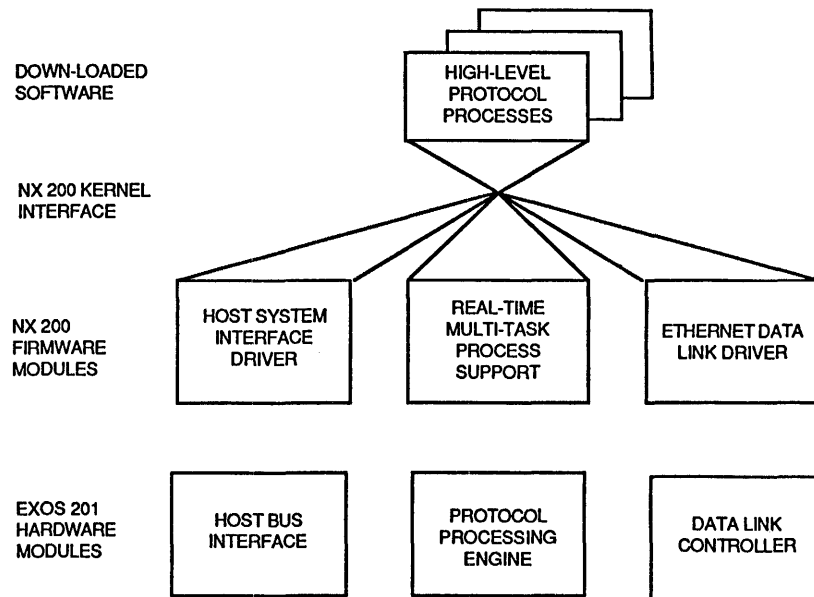 DOWN-LOADED
SOFTWARE
HIGH-LEVEL
PROTOCOL
PROCESSES
NX 200 KERNEL
INTERFACE
NX 200
FIRMWARE
MODULES
HOST SYSTEM
INTERFACE
DRIVER
REAL-TIME
MULTI-TASK
PROCESS
SUPPORT
ETHERNET DATA
LINK DRIVER
EXOS 201
HARDWARE
MODULES
HOST BUS
INTERFACE
PROTOCOL
PROCESSING
ENGINE
DATA LINK
CONTROLLER